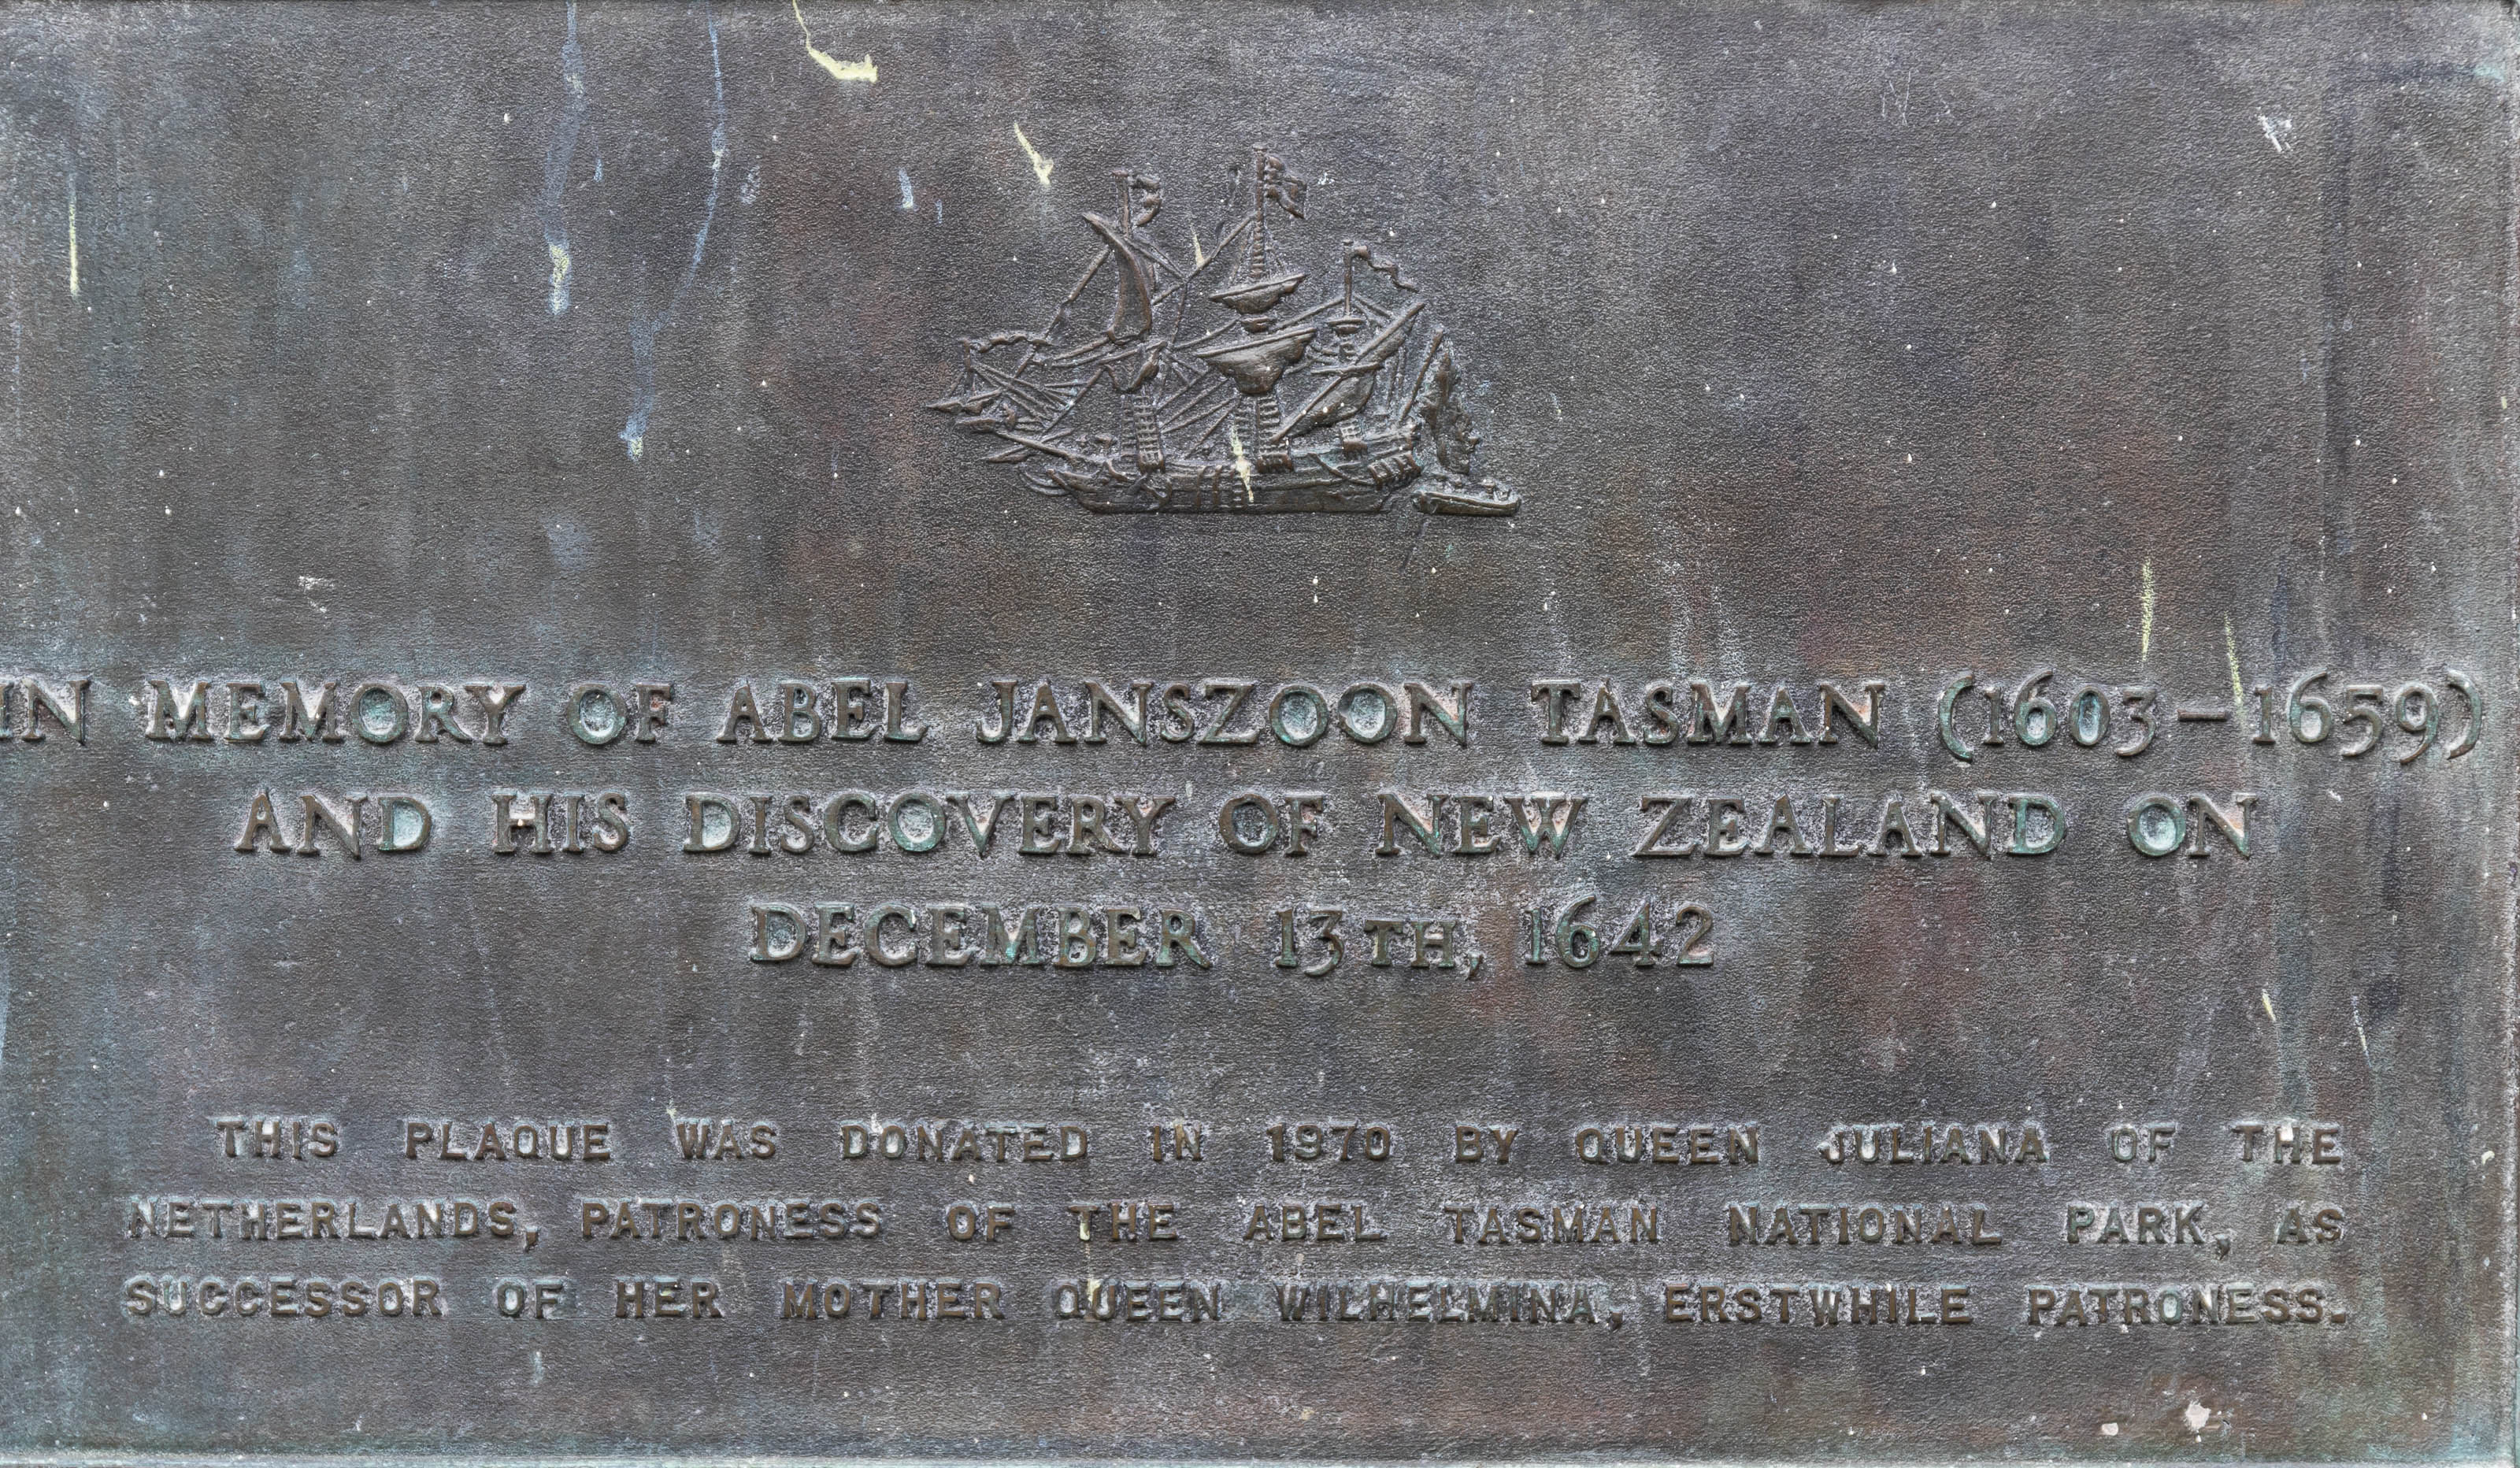 IN MEMORY OF ABEL JANSZOON TASMAN (1603-1659)
AND HIS DISCOVERY OF NEW ZEALAND ON
DECEMBER 13TH, 1642
THIS PLAQUE WAS DONATED IN 1970 BY QUEEN JULIANA OF THE
NETHERLANDS, PATRONESS OF THE ABEL TASMAN NATIONAL PARK, AS
SUCCESSOR OF HER MOTHER QUEEN WILHELMINA, ERSTWHILE PATRONESS.